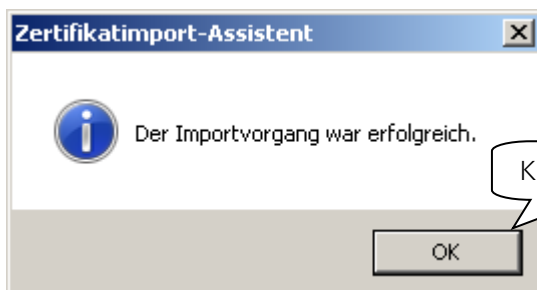 Zertifikatimport-Assistent
Der Importvorgang war erfolgreich.
K
OK